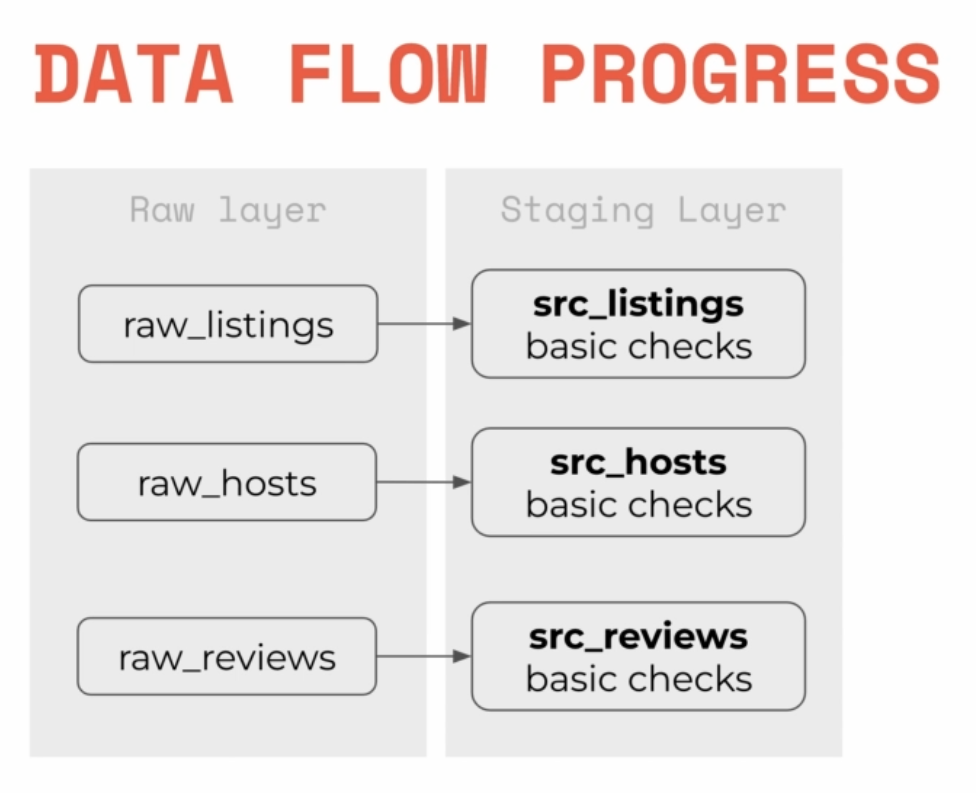 DATA FLOW PROGRESS
Raw layer
Staging Layer
raw_listings
src_listings
basic checks
raw_hosts
src_hosts
basic checks
raw_reviews
src_reviews
basic checks